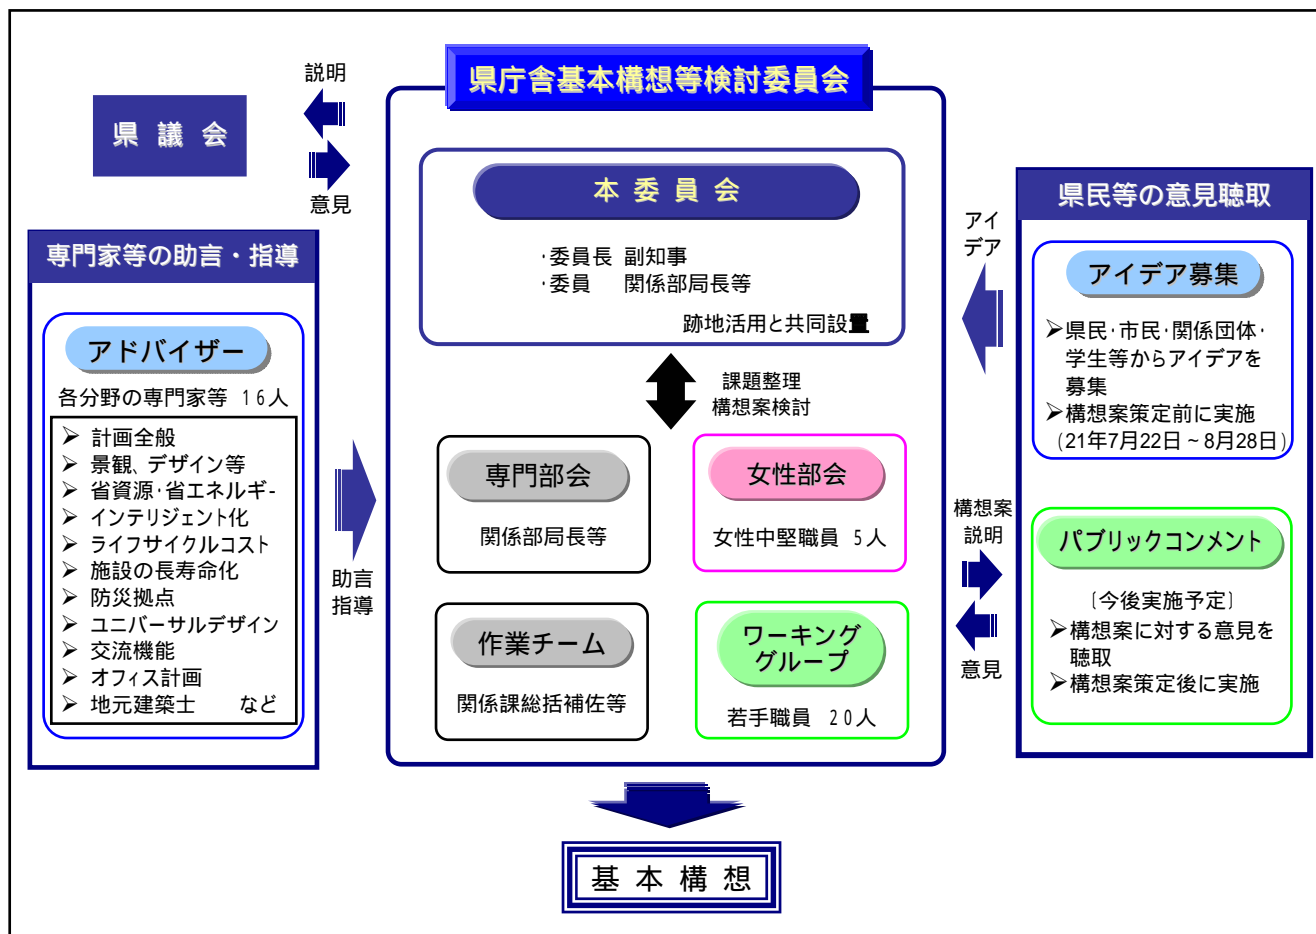 県庁舎基本構想等検討委員会
説明
県 議 会
意見
本 委 員 会
・委員長 副知事
・委員 関係部局長等
跡地活用と共同設置
課題整理
構想案検討
専門部会
関係部局長等
女性部会
女性中堅職員 5人
作業チーム
関係課総括補佐等
ワーキング
グループ
若手職員 20人
専門家等の助言・指導
アドバイザー
各分野の専門家等 16人
➢ 計画全般
➢ 景観、デザイン等
➢ 省資源・省エネルギ-
➢ インテリジェント化
➢ ライフサイクルコスト
➢ 施設の長寿命化
➢ 防災拠点
➢ ユニバーサルデザイン
➢ 交流機能
➢ オフィス計画
➢ 地元建築士 など
助言
指導
アイ
デア
県民等の意見聴取
アイデア募集
➢県民・市民・関係団体・
学生等からアイデアを
募集
➢構想案策定前に実施
(21年7月22日~8月28日)
構想案
説明
意見
パブリックコンメント
〔今後実施予定〕
➢構想案に対する意見を
聴取
➢構想案策定後に実施
基 本 構 想